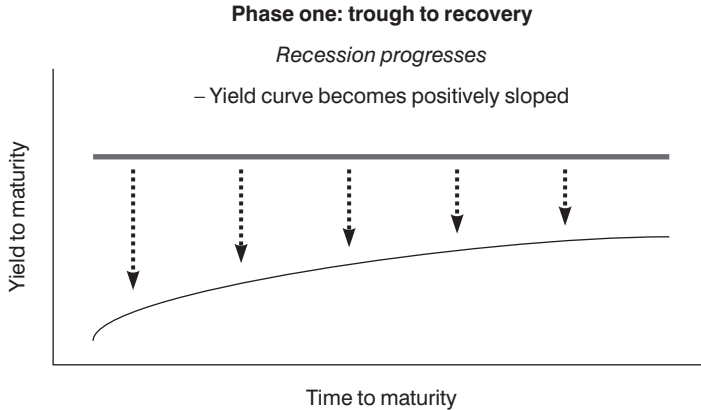 Phase one: trough to recovery
Recession progresses
– Yield curve becomes positively sloped
Yield to maturity
Time to maturity